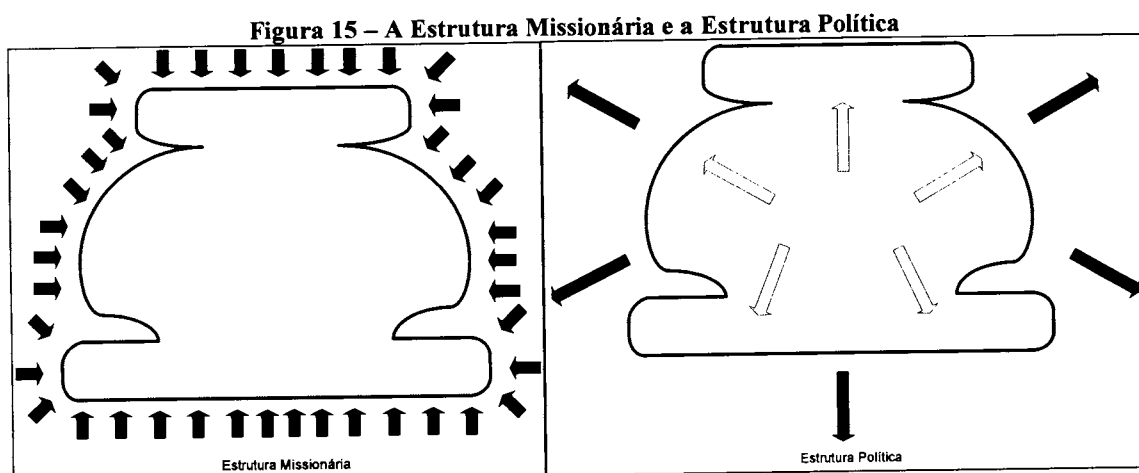 Figura 15 – A Estrutura Missionária e a Estrutura Política
Estrutura Missionária
Estrutura Política